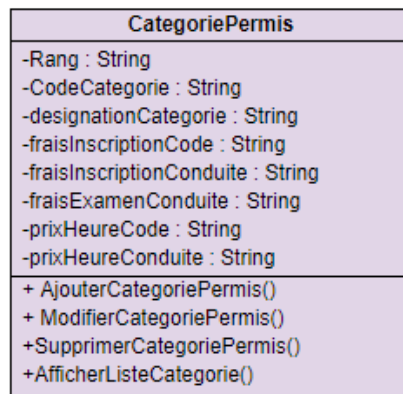 CategoriePermis
-Rang : String
-CodeCategorie : String
-designationCategorie : String
-fraisInscriptionCode : String
-fraisInscriptionConduite : String
-fraisExamenConduite : String
-prixHeureCode : String
-prixHeureConduite : String
+ AjouterCategoriePermis()
+ ModifierCategoriePermis()
+SupprimerCategoriePermis()
+AfficherListeCategorie()